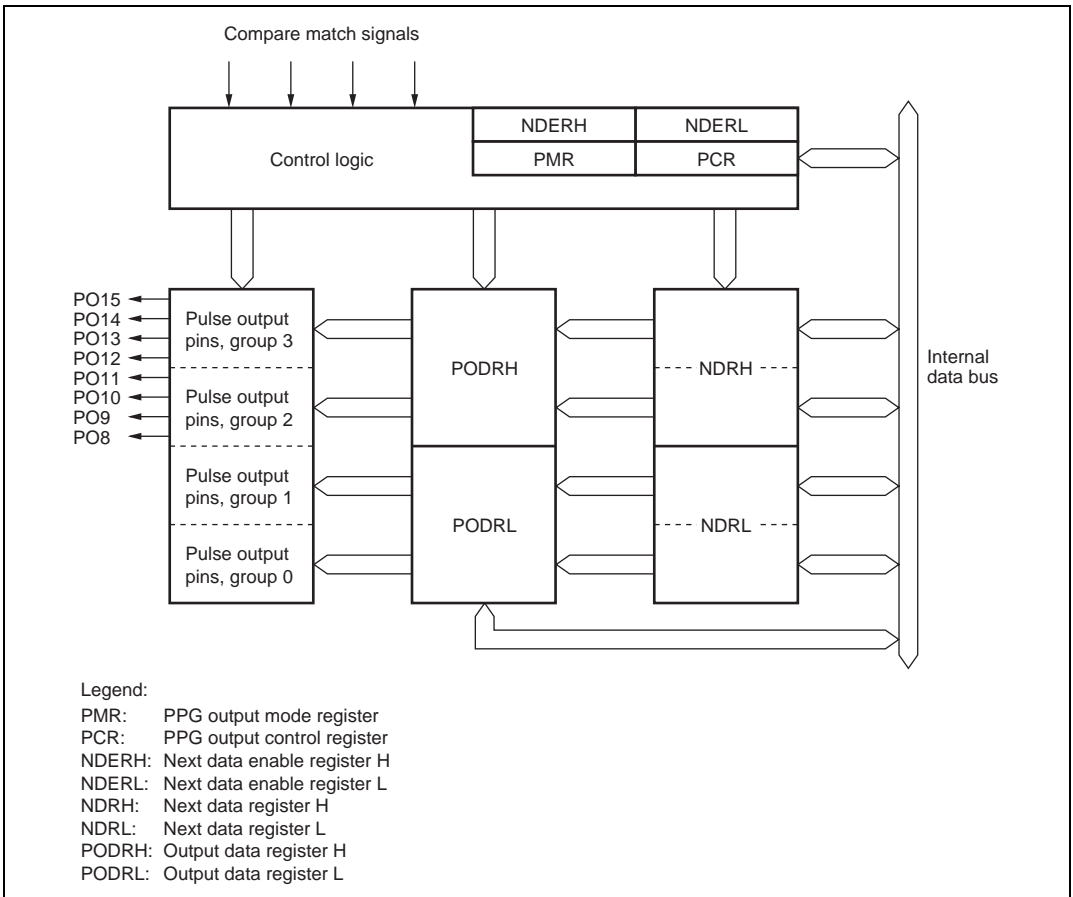 Compare match signals
NDERH
NDERL
Control logic
PMR
PCR
PO15
PO14
PO13
PO12
PO11
PO10
PO9
PO8
Pulse output
pins, group 3
Pulse output
pins, group 2
Pulse output
pins, group 1
Pulse output
pins, group 0
PODRH
PODRL
NDRH
NDRL
Internal
data bus
Legend:
PMR: PPG output mode register
PCR: PPG output control register
NDERH: Next data enable register H
NDERL: Next data enable register L
NDRH: Next data register H
NDRL: Next data register L
PODRH: Output data register H
PODRL: Output data register L